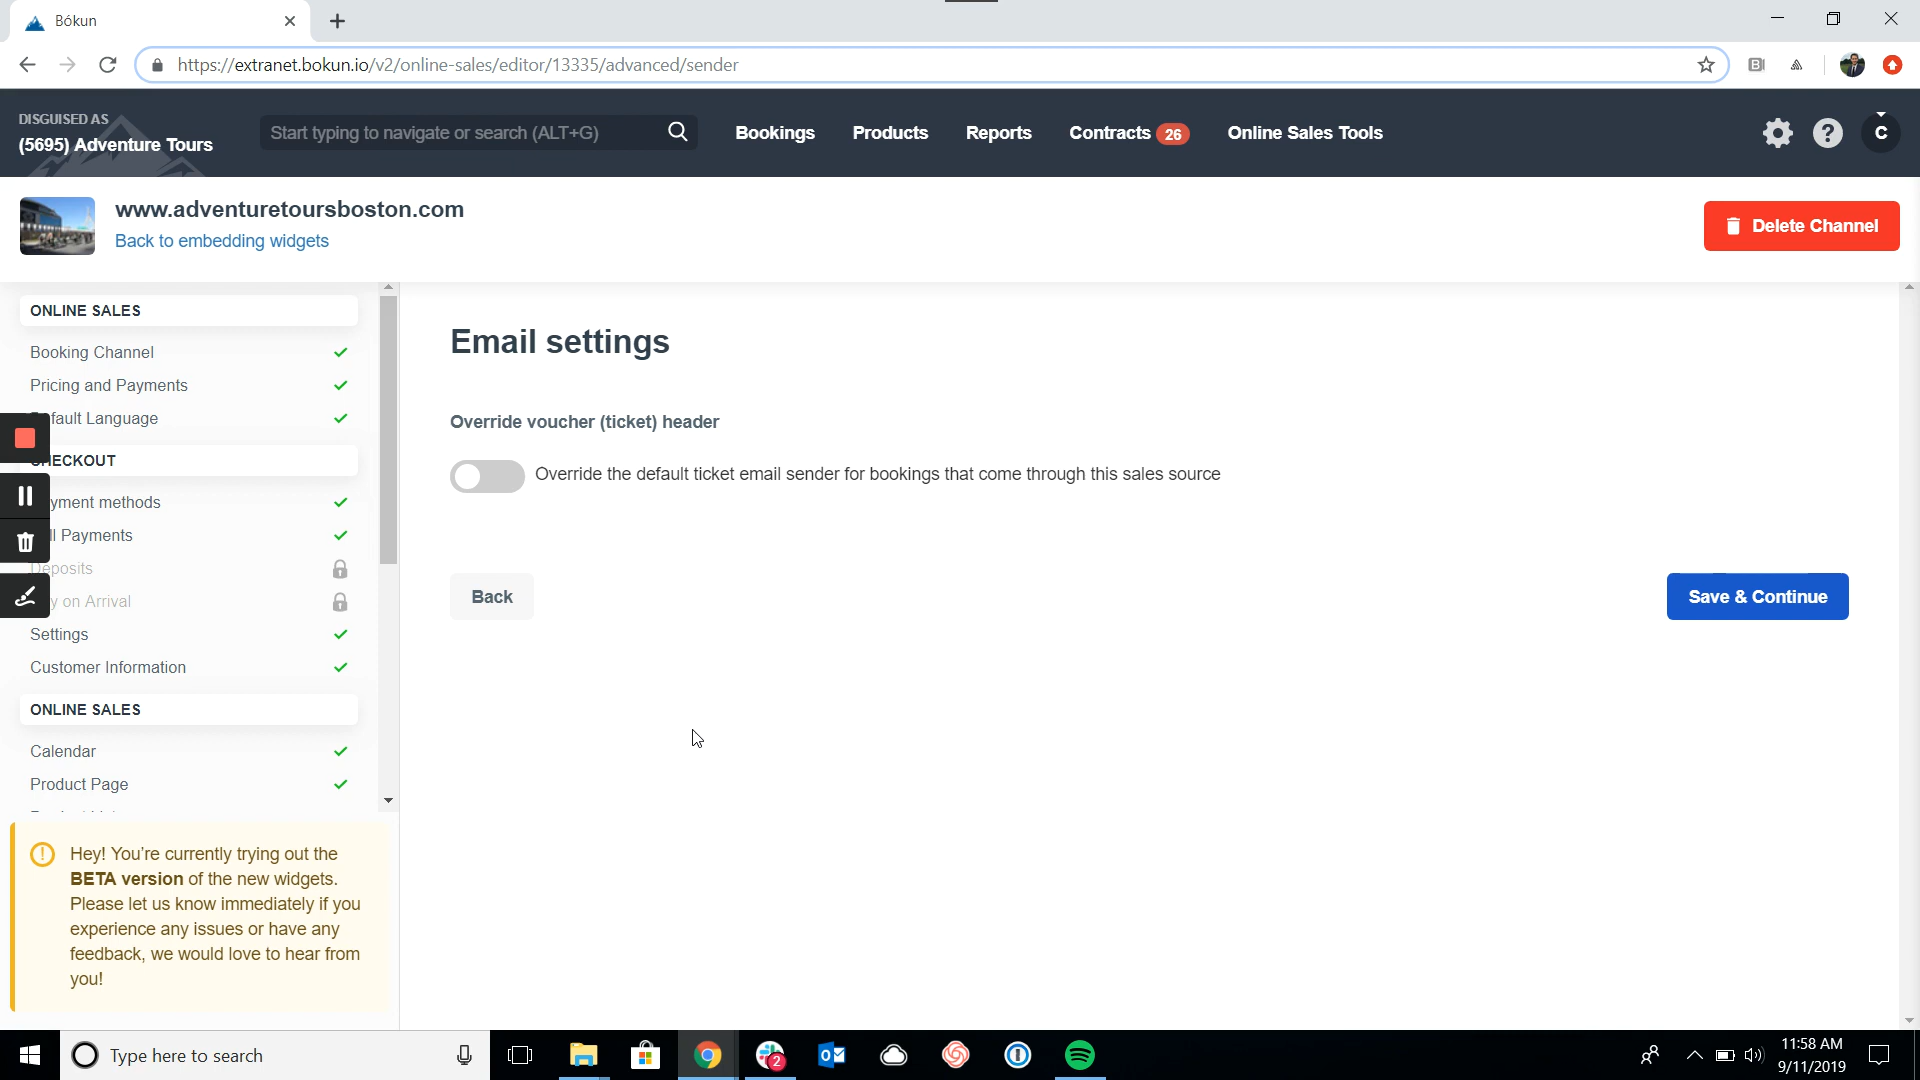 Bókun
https://extranet.bokun.io/v2/online-sales/editor/13335/advanced/sender
DISGUISED AS
(5695) Adventure Tours
Start typing to navigate or search (ALT+G)
Bookings
Products
Reports
Contracts 26
Online Sales Tools
C
www.adventuretoursboston.com
Back to embedding widgets
Delete Channel
ONLINE SALES
Booking Channel
Pricing and Payments
fault Language
CHECKOUT
yment methods
ll Payments
Deposits
y on Arrival
Settings
Customer Information
ONLINE SALES
Calendar
Product Page
Hey! You're currently trying out the
BETA version of the new widgets.
Please let us know immediately if you
experience any issues or have any
feedback, we would love to hear from
you!
Email settings
Override voucher (ticket) header
Override the default ticket email sender for bookings that come through this sales source
Back
Save & Continue
Type here to search
2
11:58 AM
9/11/2019